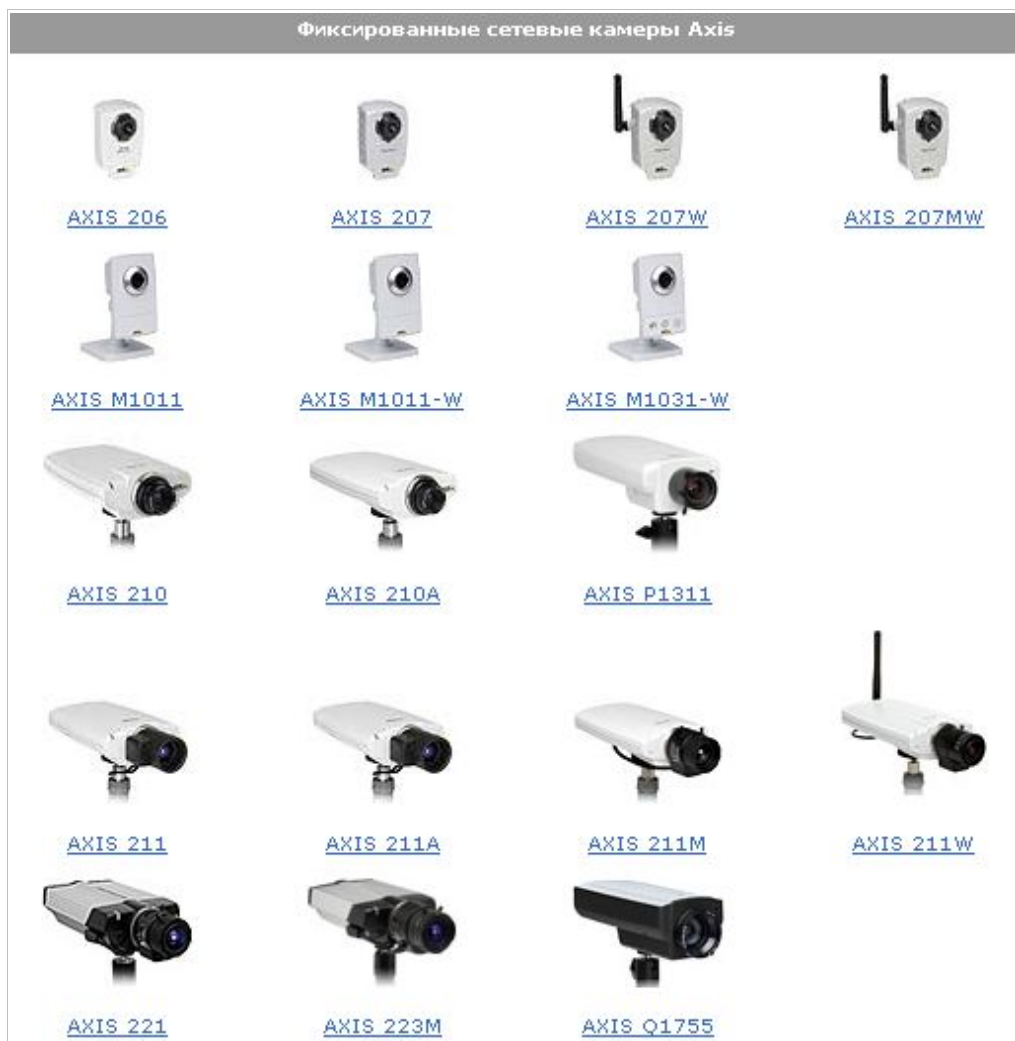 Фиксированные сетевые камеры Axis
AXIS 206 AXIS 207 AXIS 207W AXIS 207MW
AXIS M1011 AXIS M1011-W AXIS M1031-W
AXIS 210 AXIS 210A AXIS P1311
AXIS 211 AXIS 211A AXIS 211M AXIS 211W
AXIS 221 AXIS 223M AXIS Q1755